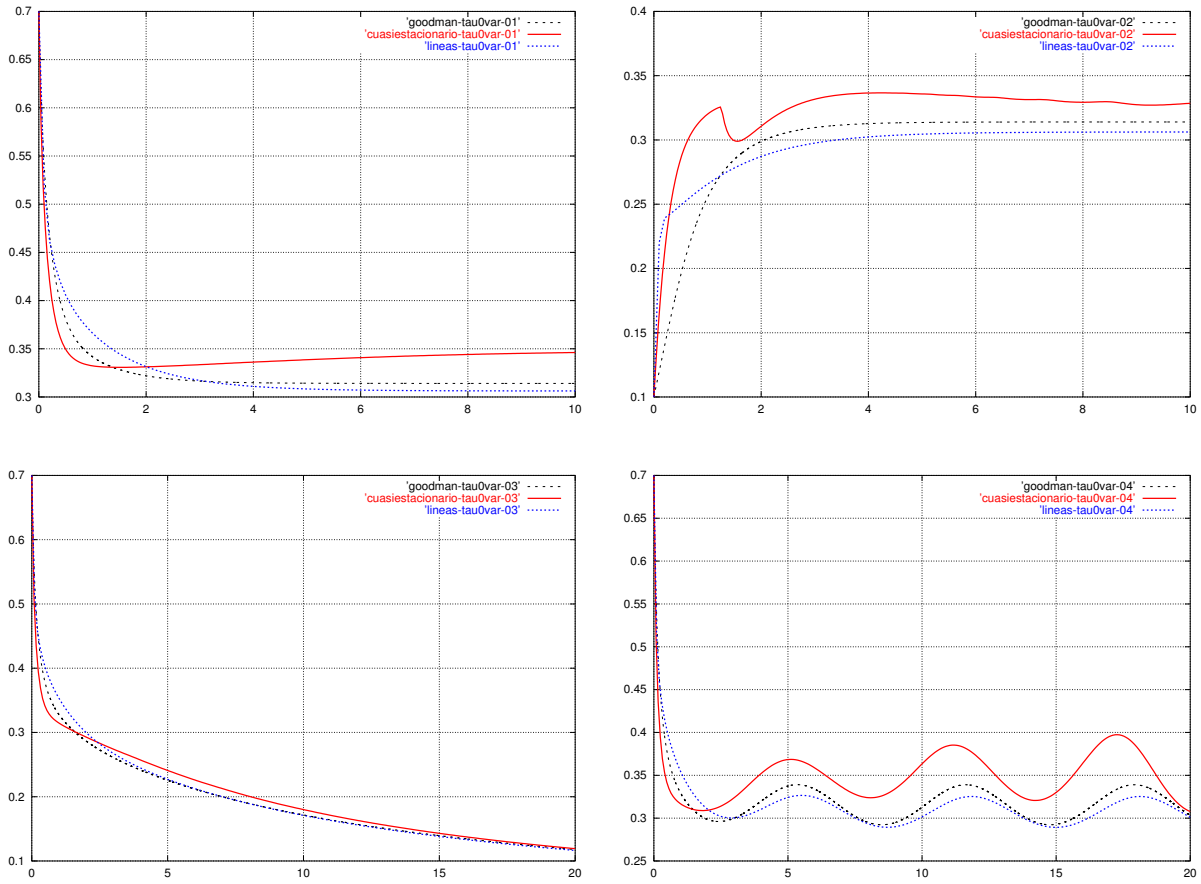 0.7
0.65
0.6
0.55
0.5
0.45
0.4
0.35
0.3
0 2 4 6 8 10
'goodman-tau0var-01'
'cuasiestacionario-tau0var-01'
'lineas-tau0var-01'
0.4
0.35
0.3
0.25
0.2
0.15
0.1
0 2 4 6 8 10
'goodman-tau0var-02'
'cuasiestacionario-tau0var-02'
'lineas-tau0var-02'
0.7
0.6
0.5
0.4
0.3
0.2
0.1
0 5 10 15 20
'goodman-tau0var-03'
'cuasiestacionario-tau0var-03'
'lineas-tau0var-03'
0.7
0.65
0.6
0.55
0.5
0.45
0.4
0.35
0.3
0.25
0 5 10 15 20
'goodman-tau0var-04'
'cuasiestacionario-tau0var-04'
'lineas-tau0var-04'